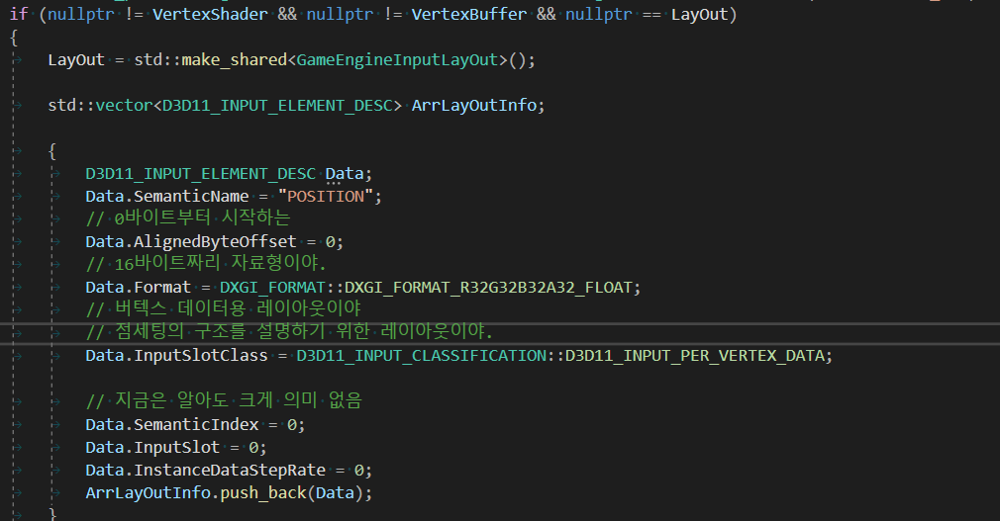 if (nullptr != VertexShader && nullptr != VertexBuffer && nullptr == LayOut)
{
LayOut = std::make_shared<GameEngineInputLayOut>();
std::vector<D3D11_INPUT_ELEMENT_DESC> ArrLayOutInfo;
{
D3D11_INPUT_ELEMENT_DESC Data;
Data.SemanticName = "POSITION";
// 0바이트부터 시작하는
Data.AlignedByteOffset = 0;
// 16바이트짜리 자료형이야.
Data.Format = DXGI_FORMAT::DXGI_FORMAT_R32G32B32A32_FLOAT;
// 버텍스 데이터용 레이아웃이야
// 점세팅의 구조를 설명하기 위한 레이아웃이야.
Data.InputSlotClass = D3D11_INPUT_CLASSIFICATION::D3D11_INPUT_PER_VERTEX_DATA;
// 지금은 알아도 크게 의미 없음
Data.SemanticIndex = 0;
Data.InputSlot = 0;
Data.InstanceDataStepRate = 0;
ArrLayOutInfo.push_back(Data);
}